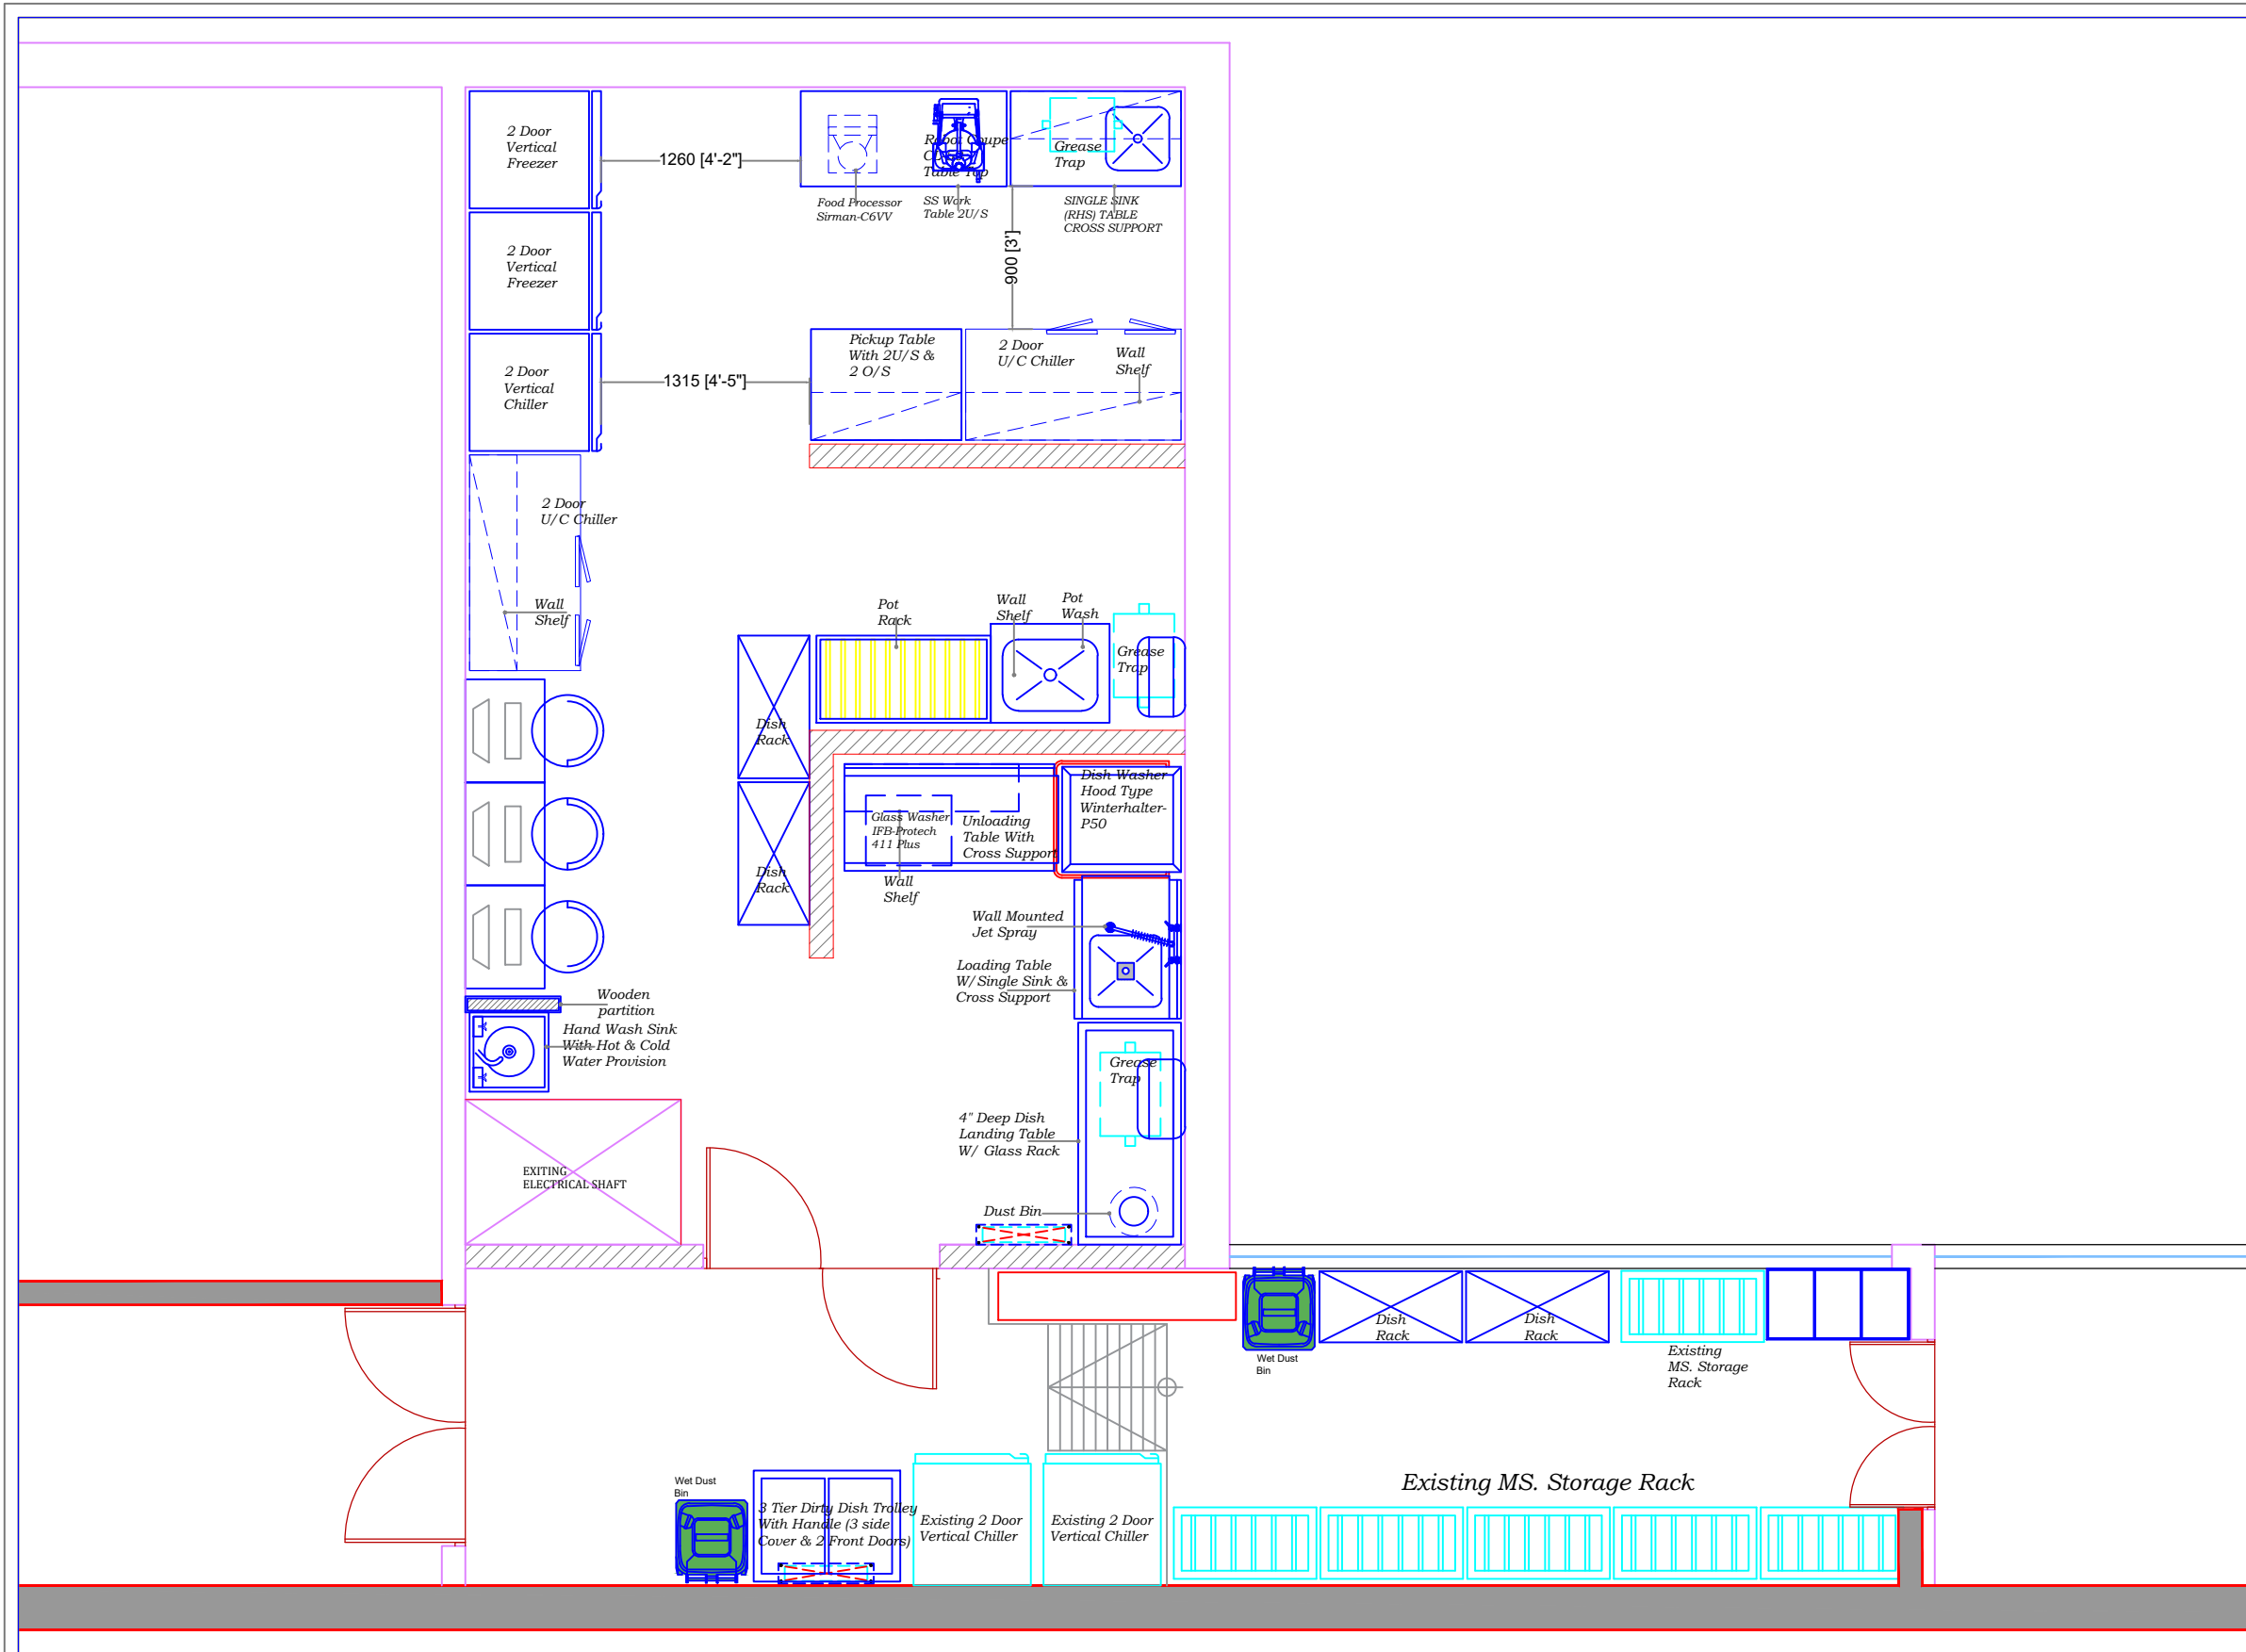 2 Door
Vertical
Freezer
1260 [4'-2"]
Robot Coupe
Table Top
Grease
Trap
Food Processor
Sirman-C6VV
SS Work
Table 2U/S
SINGLE SINK
(RHS) TABLE
CROSS SUPPORT
2 Door
Vertical
Freezer
900 [3']
2 Door
Vertical
Chiller
1315 [4'-5"]
Pickup Table
With 2U/S &
2 O/S
2 Door
U/C Chiller
Wall
Shelf
2 Door
U/C Chiller
Wall
Shelf
Pot
Rack
Wall
Shelf
Pot
Wash
Grease
Trap
Dish
Rack
Dish
Rack
Glass Washer
IFB-Protech
411 Plus
Unloading
Table With
Cross Support
Dish Washer
Hood Type
Winterhalter-
P50
Wall
Shelf
Wall Mounted
Jet Spray
Loading Table
W/Single Sink &
Cross Support
Wooden
partition
Hand Wash Sink
With Hot & Cold
Water Provision
Grease
Trap
4" Deep Dish
Landing Table
W/ Glass Rack
EXITING
ELECTRICAL SHAFT
Dust Bin
Wet Dust
Bin
Dish
Rack
Dish
Rack
Existing
MS. Storage
Rack
Wet Dust
Bin
3 Tier Dirty Dish Trolley
With Handle (3 side
Cover & 2 Front Doors)
Existing 2 Door
Vertical Chiller
Existing 2 Door
Vertical Chiller
Existing MS. Storage Rack